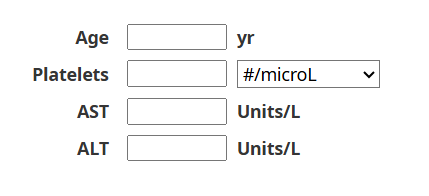 Age yr
Platelets #/microL
AST Units/L
ALT Units/L